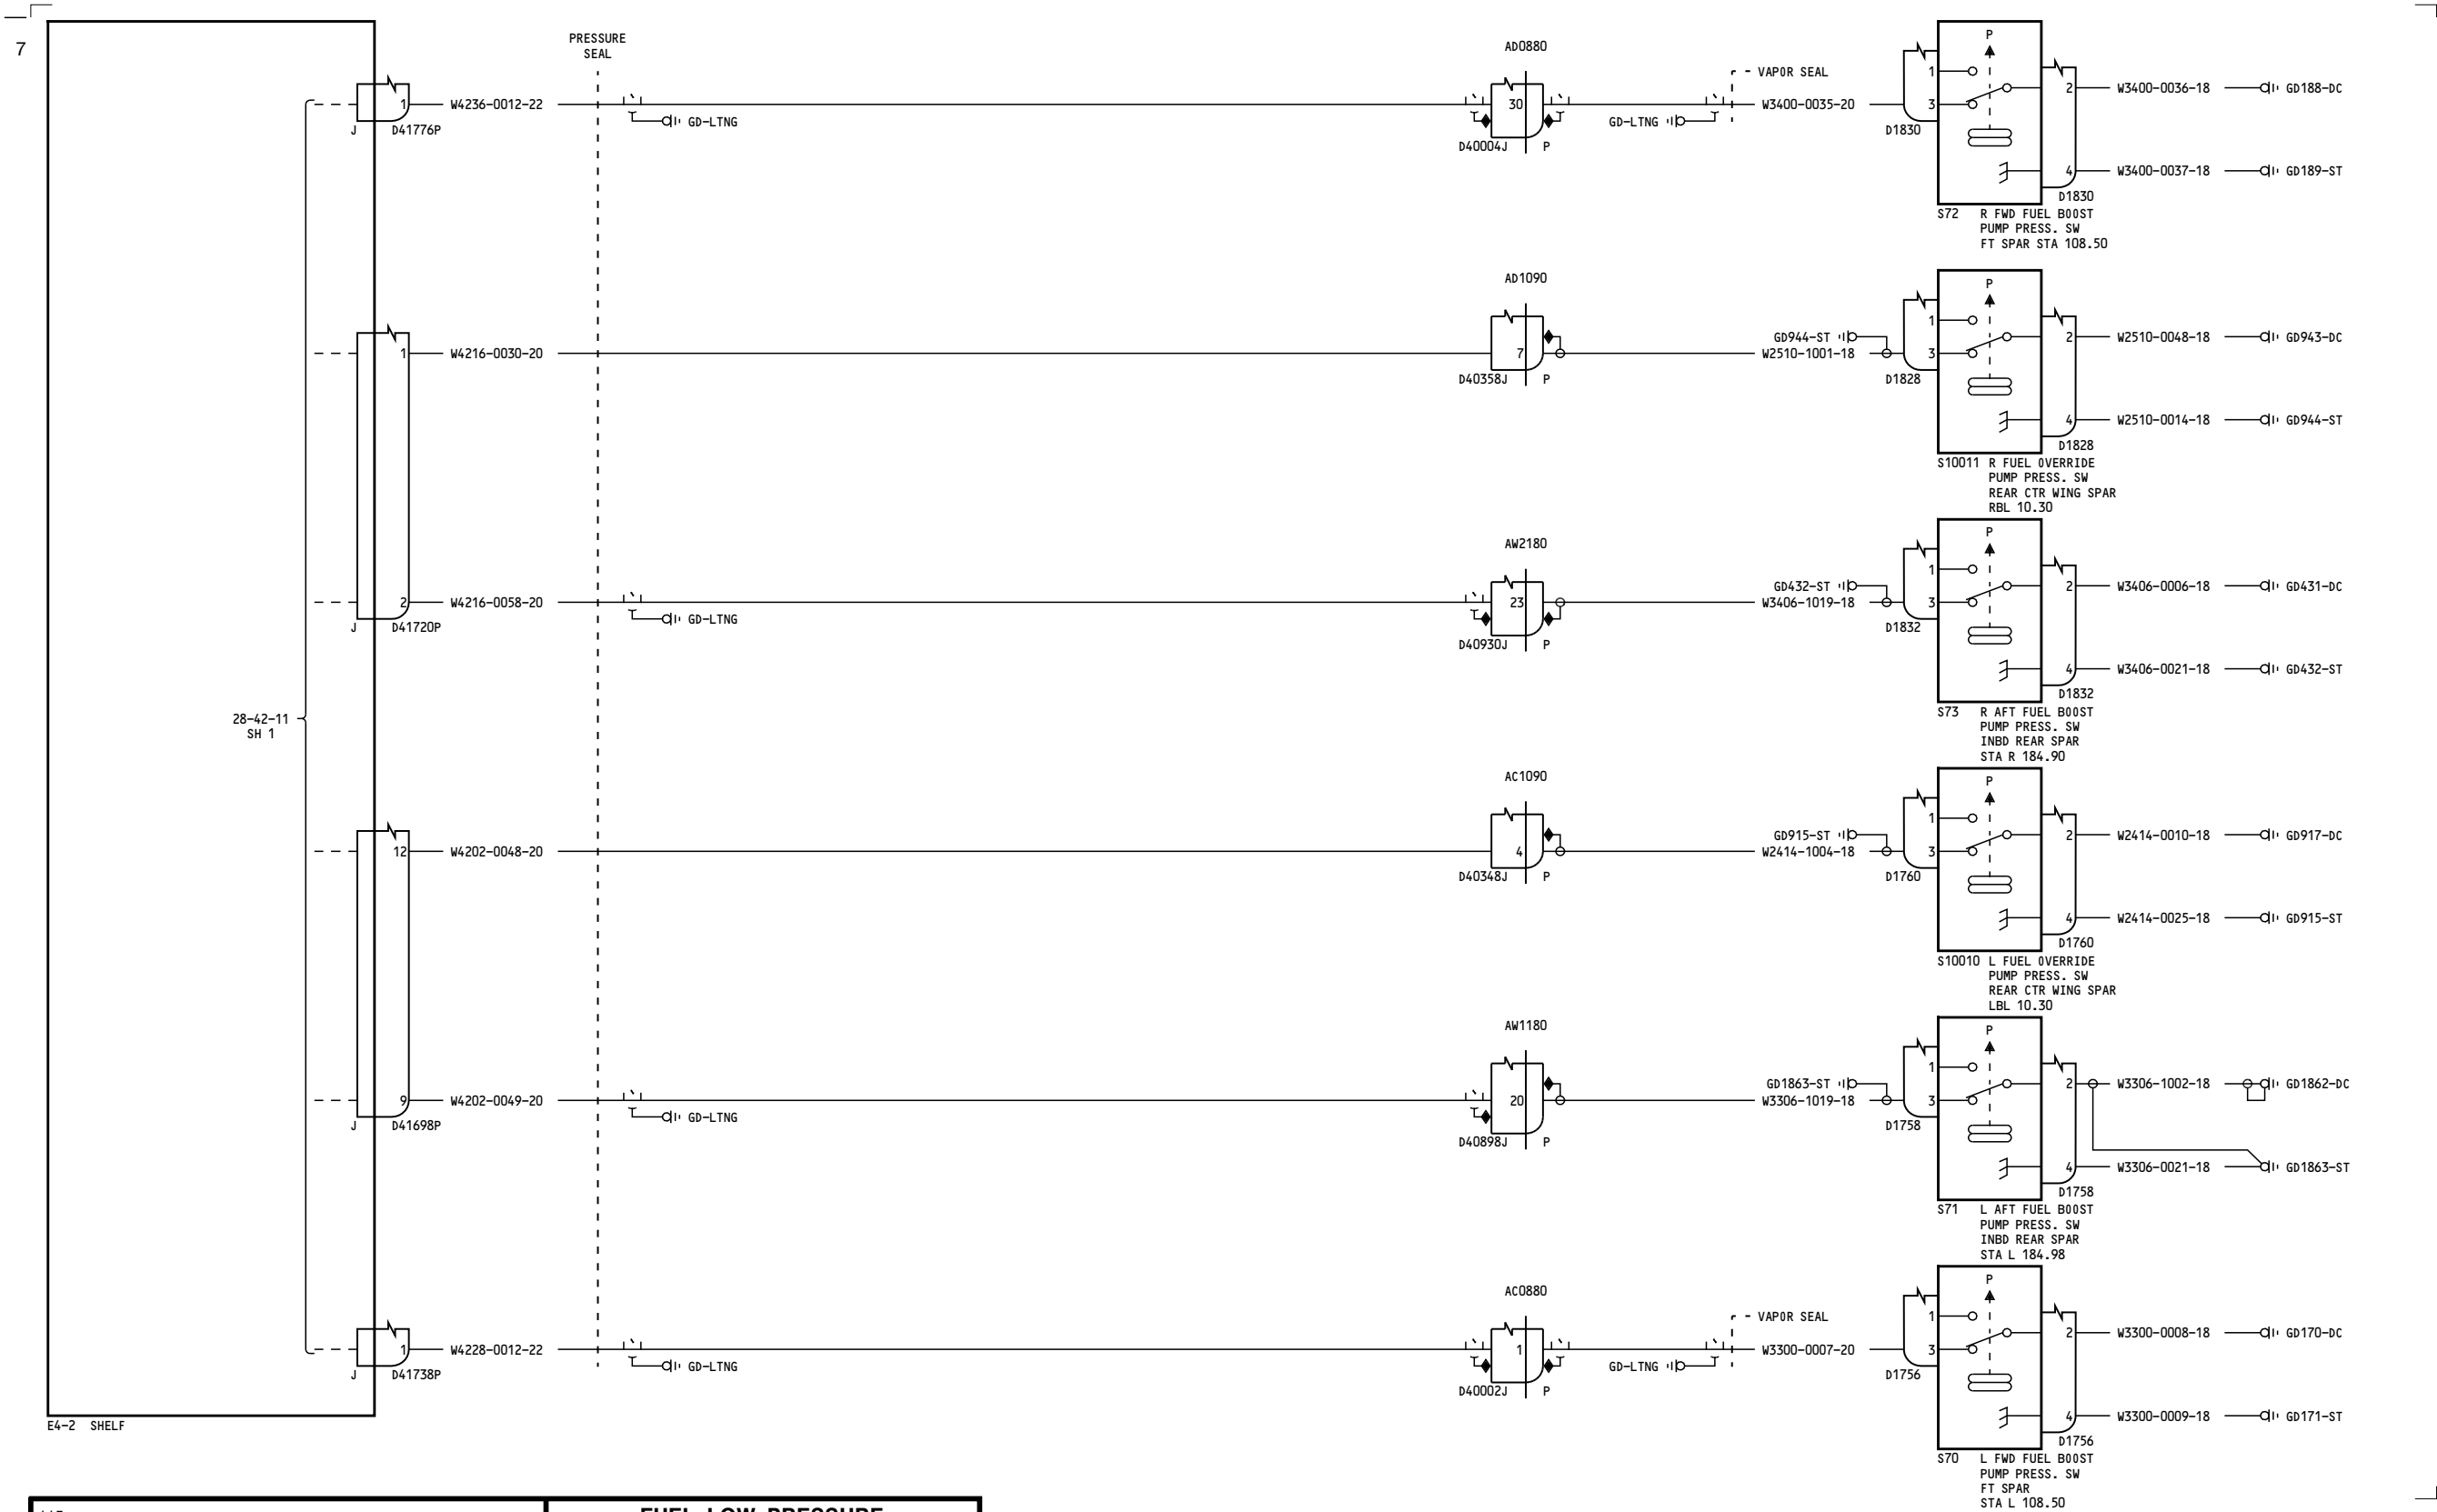 7
PRESSURE
SEAL
1
W4236-0012-22
J
D41776P
GD-LTNG
AD0880
30
D40004J
P
GD-LTNG
VAPOR SEAL
W3400-0035-20
P
1
3
2
4
D1830
D1830
W3400-0036-18
GD188-DC
W3400-0037-18
GD189-ST
S72 R FWD FUEL BOOST
PUMP PRESS. SW
FT SPAR STA 108.50
1
W4216-0030-20
AD1090
7
D40358J
P
GD944-ST
W2510-1001-18
P
1
3
2
4
D1828
D1828
W2510-0048-18
GD943-DC
W2510-0014-18
GD944-ST
S10011 R FUEL OVERRIDE
PUMP PRESS. SW
REAR CTR WING SPAR
RBL 10.30
2
W4216-0058-20
J
D41720P
GD-LTNG
AW2180
23
D40930J
P
GD432-ST
W3406-1019-18
P
1
3
2
4
D1832
D1832
W3406-0006-18
GD431-DC
W3406-0021-18
GD432-ST
S73 R AFT FUEL BOOST
PUMP PRESS. SW
INBD REAR SPAR
STA R 184.90
28-42-11
SH 1
12
W4202-0048-20
AC1090
4
D40348J
P
GD915-ST
W2414-1004-18
P
1
3
2
4
D1760
D1760
W2414-0010-18
GD917-DC
W2414-0025-18
GD915-ST
S10010 L FUEL OVERRIDE
PUMP PRESS. SW
REAR CTR WING SPAR
LBL 10.30
9
W4202-0049-20
J
D41698P
GD-LTNG
AW1180
20
D40898J
P
GD1863-ST
W3306-1019-18
P
1
3
2
4
D1758
D1758
W3306-1002-18
GD1862-DC
W3306-0021-18
GD1863-ST
S71 L AFT FUEL BOOST
PUMP PRESS. SW
INBD REAR SPAR
STA L 184.98
1
W4228-0012-22
J
D41738P
GD-LTNG
AC0880
1
D40002J
P
GD-LTNG
VAPOR SEAL
W3300-0007-20
P
1
3
2
4
D1756
D1756
W3300-0008-18
GD170-DC
W3300-0009-18
GD171-ST
S70 L FWD FUEL BOOST
PUMP PRESS. SW
FT SPAR
STA L 108.50
E4-2 SHELF
FUEL LOW PRESSURE